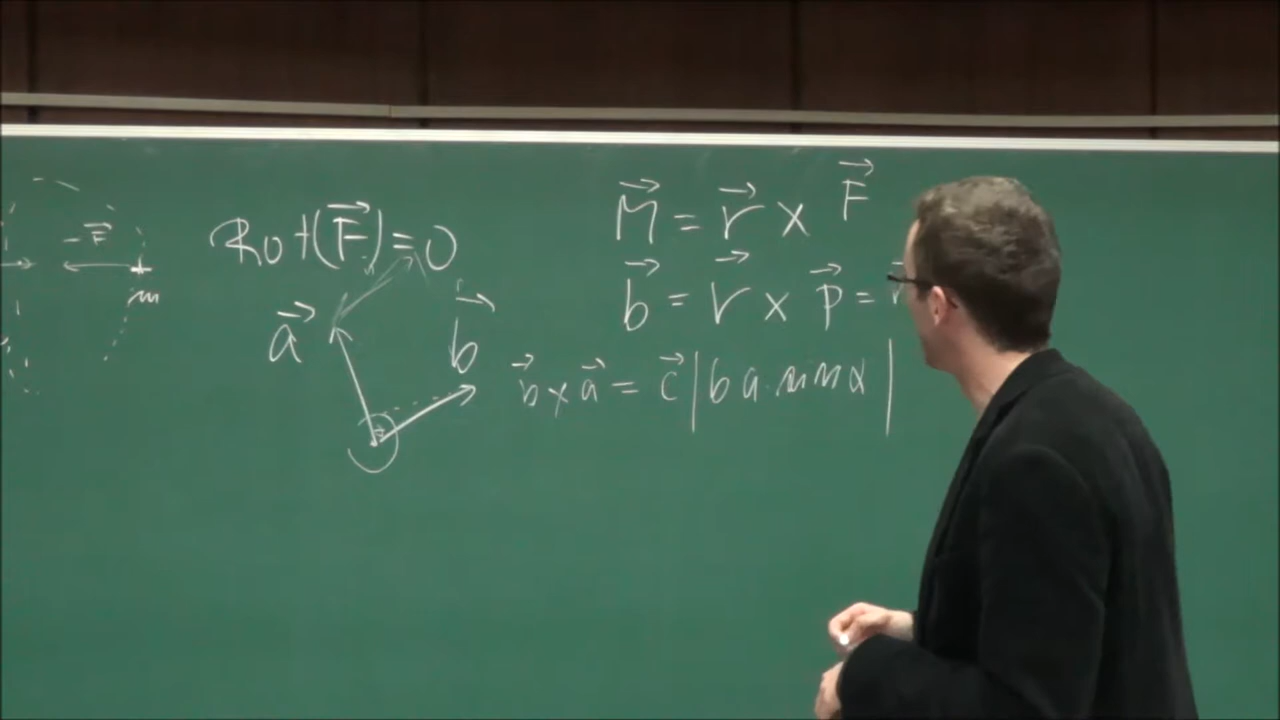 -F⃗
m
Rot(F⃗)=0
a⃗
b⃗
M⃗ = r⃗ × F⃗
b⃗ = r⃗ × p⃗ =
b⃗ × a⃗ = c⃗ |b a · sin α|